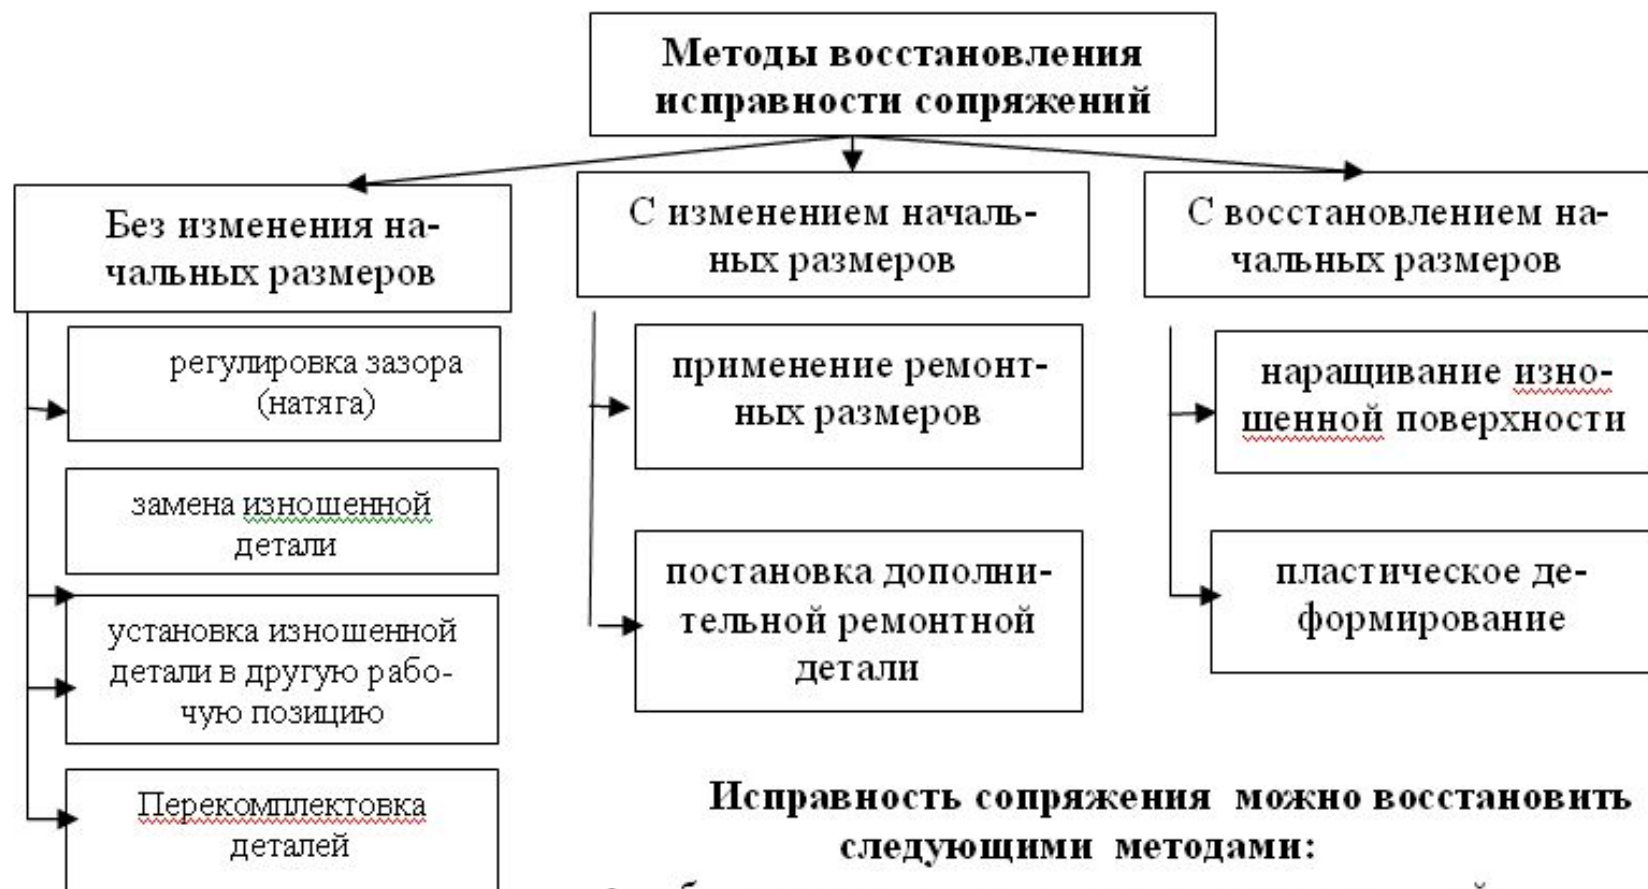 Методы восстановления
исправности сопряжений
Без изменения на-
чальных размеров
регулировка зазора
(натяга)
замена изношенной
детали
установка изношенной
детали в другую рабо-
чую позицию
Перекомплектовка
деталей
С изменением началь-
ных размеров
применение ремонт-
ных размеров
постановка дополни-
тельной ремонтной
детали
С восстановлением на-
чальных размеров
наращивание изно-
шенной поверхности
пластическое де-
формирование
Исправность сопряжения можно восстановить
следующими методами: